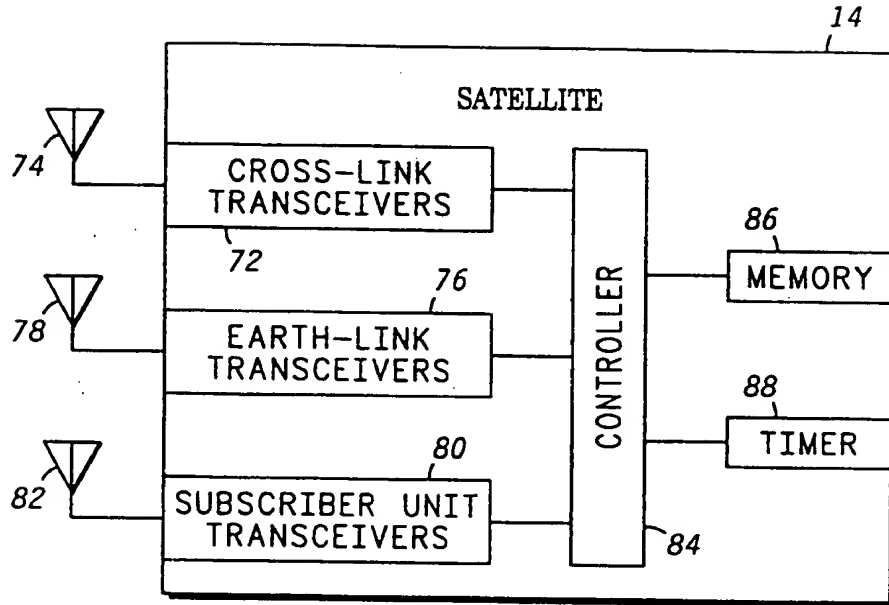 14
SATELLITE
74
CROSS-LINK
TRANSCEIVERS
72
86
MEMORY
76
78
EARTH-LINK
TRANSCEIVERS
CONTROLLER
88
TIMER
80
82
SUBSCRIBER UNIT
TRANSCEIVERS
84